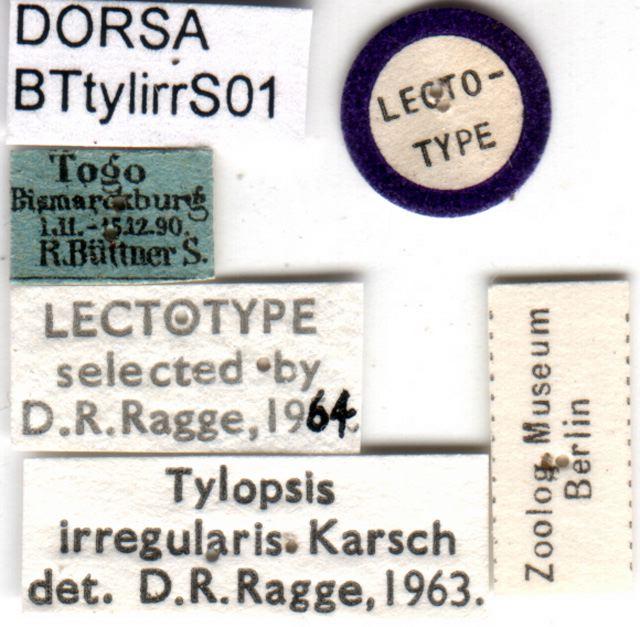 DORSA
BTtylirrS01
LECTO-
TYPE
Togo
Bismarckburg
1.11.-15.12.90.
R.Büttner S.
LECTOTYPE
selected by
D.R.Ragge, 1964.
Tylopsis
irregularis Karsch
det. D.R.Ragge, 1963.
Zoolog. Museum
Berlin